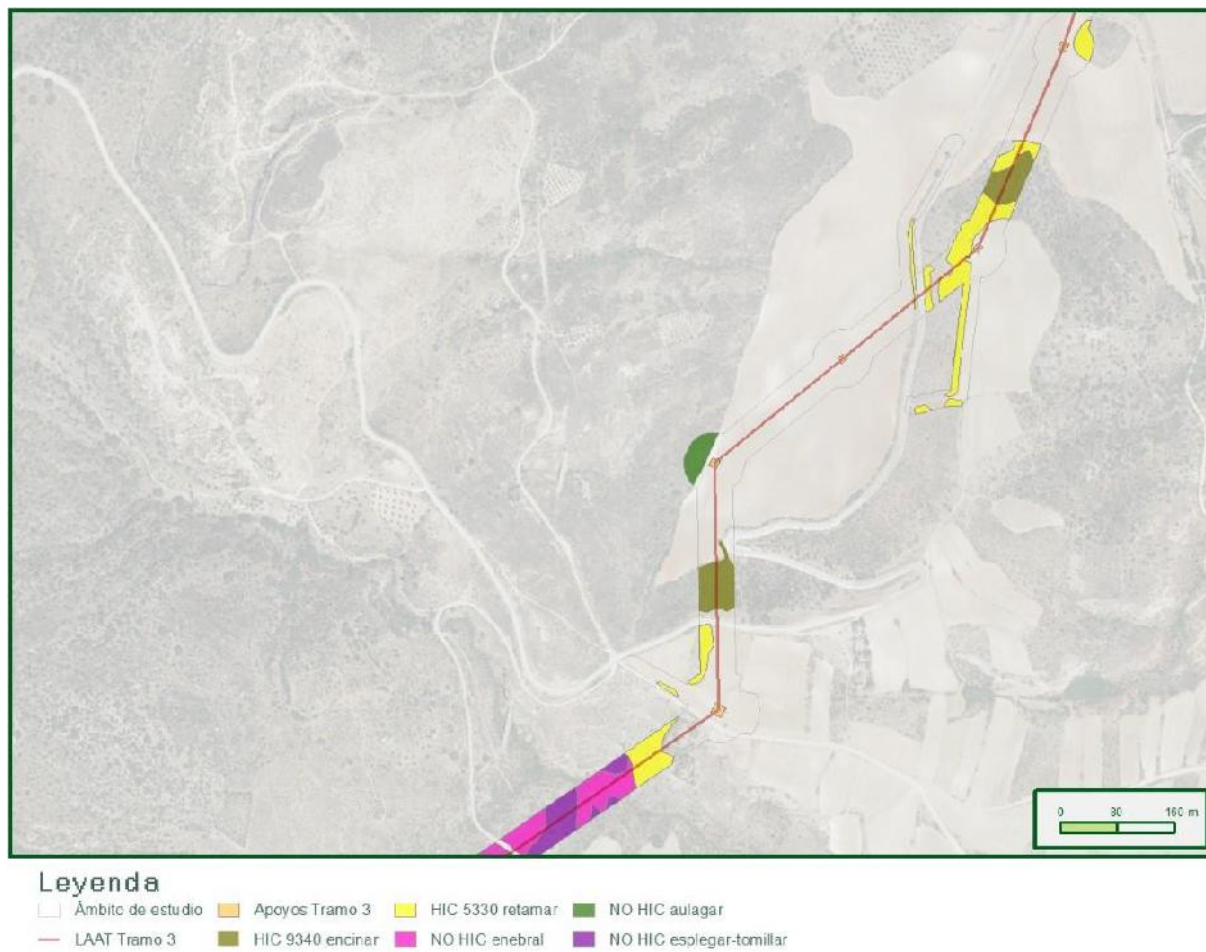 0 80 160 m
Leyenda
Ámbito de estudio Apoyos Tramo 3 HIC 5330 retamar NO HIC aulagar
LAAT Tramo 3 HIC 9340 encinar NO HIC enebral NO HIC esplegar-tomillar